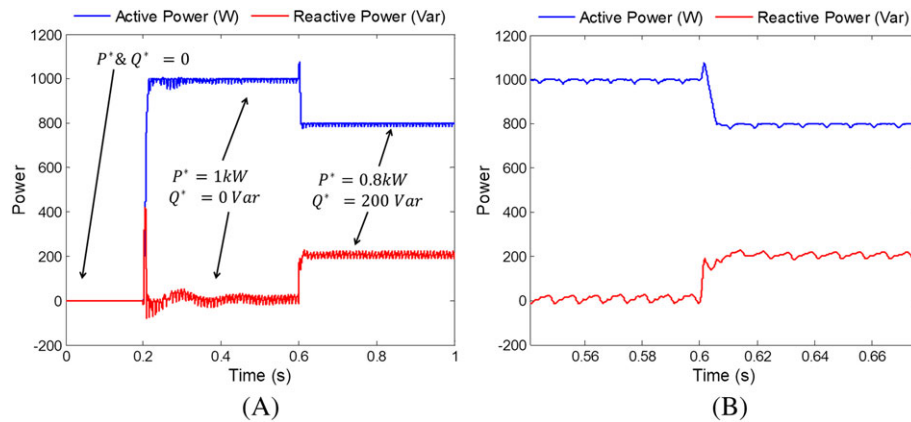 Active Power (W) Reactive Power (Var)
1200
1000
800
600
400
200
0
-200
Power
P* & Q* = 0
P* = 1kW
Q* = 0 Var
P* = 0.8kW
Q* = 200 Var
0 0.2 0.4 0.6 0.8 1
Time (s)
(A)
Active Power (W) Reactive Power (Var)
1200
1000
800
600
400
200
0
-200
Power
0.56 0.58 0.6 0.62 0.64 0.66
Time (s)
(B)